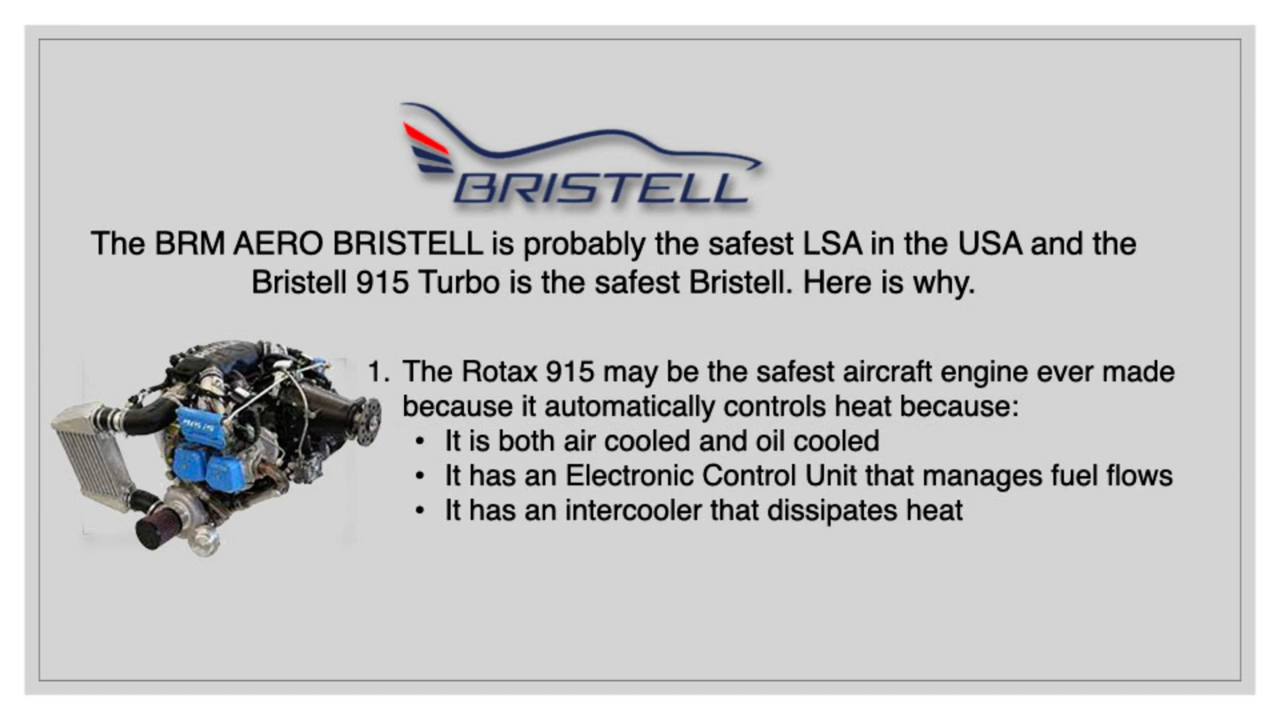 BRISTELL
The BRM AERO BRISTELL is probably the safest LSA in the USA and the
Bristell 915 Turbo is the safest Bristell. Here is why.
1. The Rotax 915 may be the safest aircraft engine ever made
because it automatically controls heat because:
• It is both air cooled and oil cooled
• It has an Electronic Control Unit that manages fuel flows
• It has an intercooler that dissipates heat